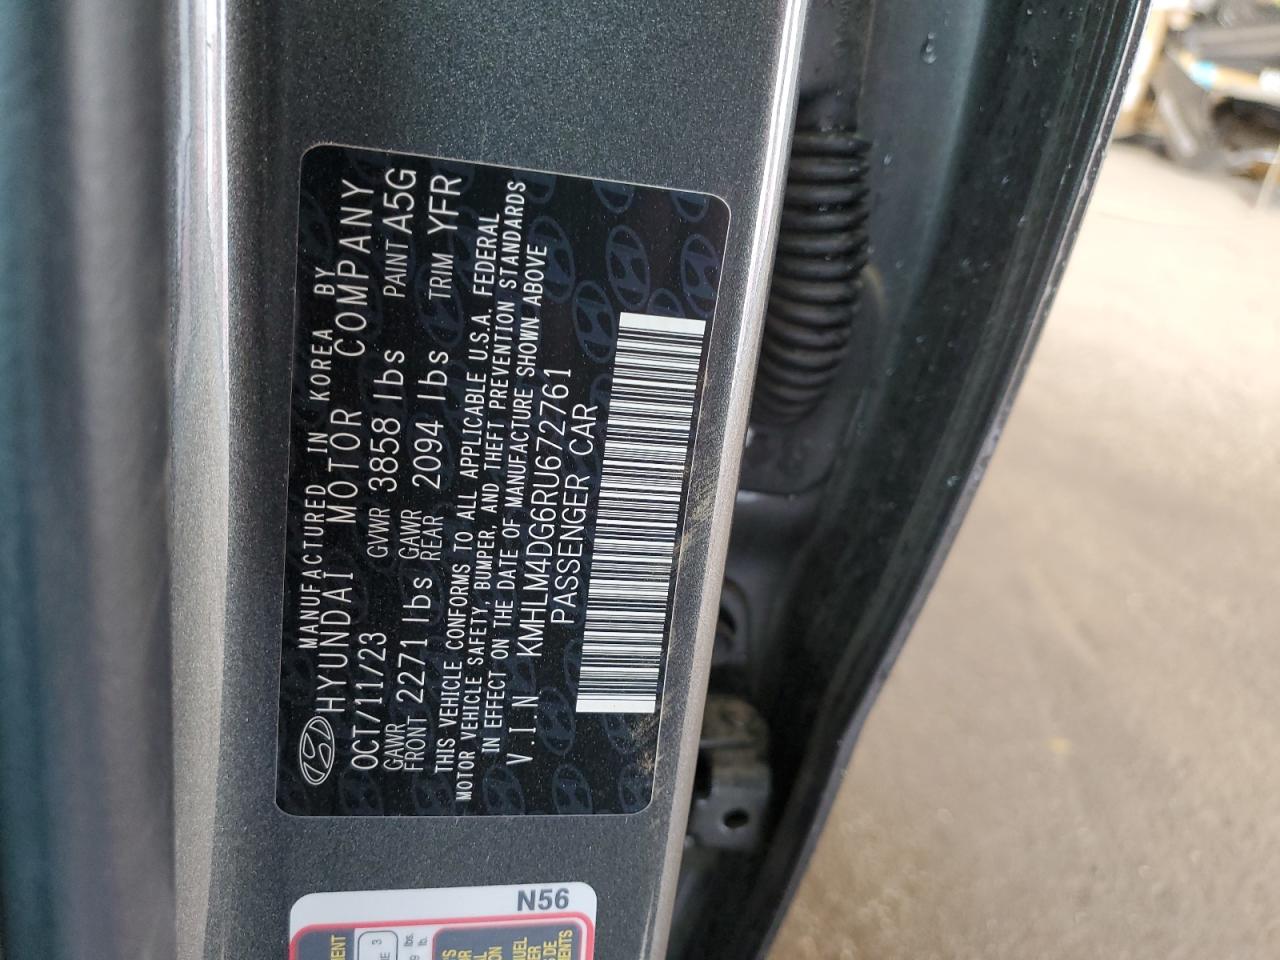 MANUFACTURED IN KOREA BY
HYUNDAI MOTOR COMPANY
OCT/11/23 GVWR 3858 lbs PAINT A5G
GAWR FRONT 2271 lbs GAWR REAR 2094 lbs TRIM YFR
THIS VEHICLE CONFORMS TO ALL APPLICABLE U.S.A. FEDERAL
MOTOR VEHICLE SAFETY, BUMPER, AND THEFT PREVENTION STANDARDS
IN EFFECT ON THE DATE OF MANUFACTURE SHOWN ABOVE
V.I.N KMHLM4DG6RU672761
PASSENGER CAR
N56